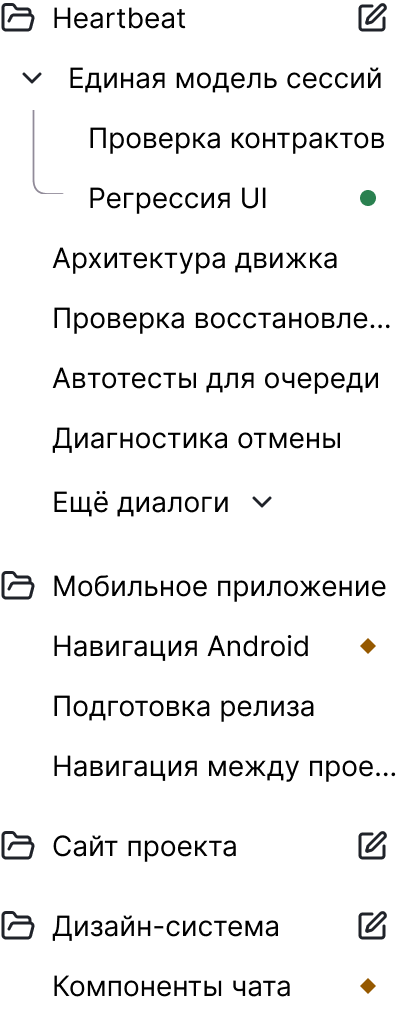 Heartbeat
Единая модель сессий
Проверка контрактов
Регрессия UI
Архитектура движка
Проверка восстановле...
Автотесты для очереди
Диагностика отмены
Ещё диалоги
Мобильное приложение
Навигация Android
Подготовка релиза
Навигация между прое...
Сайт проекта
Дизайн-система
Компоненты чата